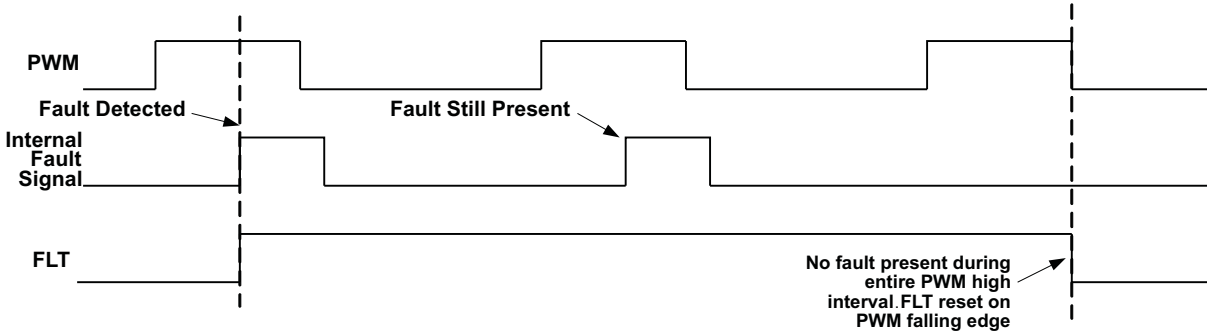 PWM
Fault Detected
Fault Still Present
Internal
Fault
Signal
FLT
No fault present during
entire PWM high
interval.FLT reset on
PWM falling edge